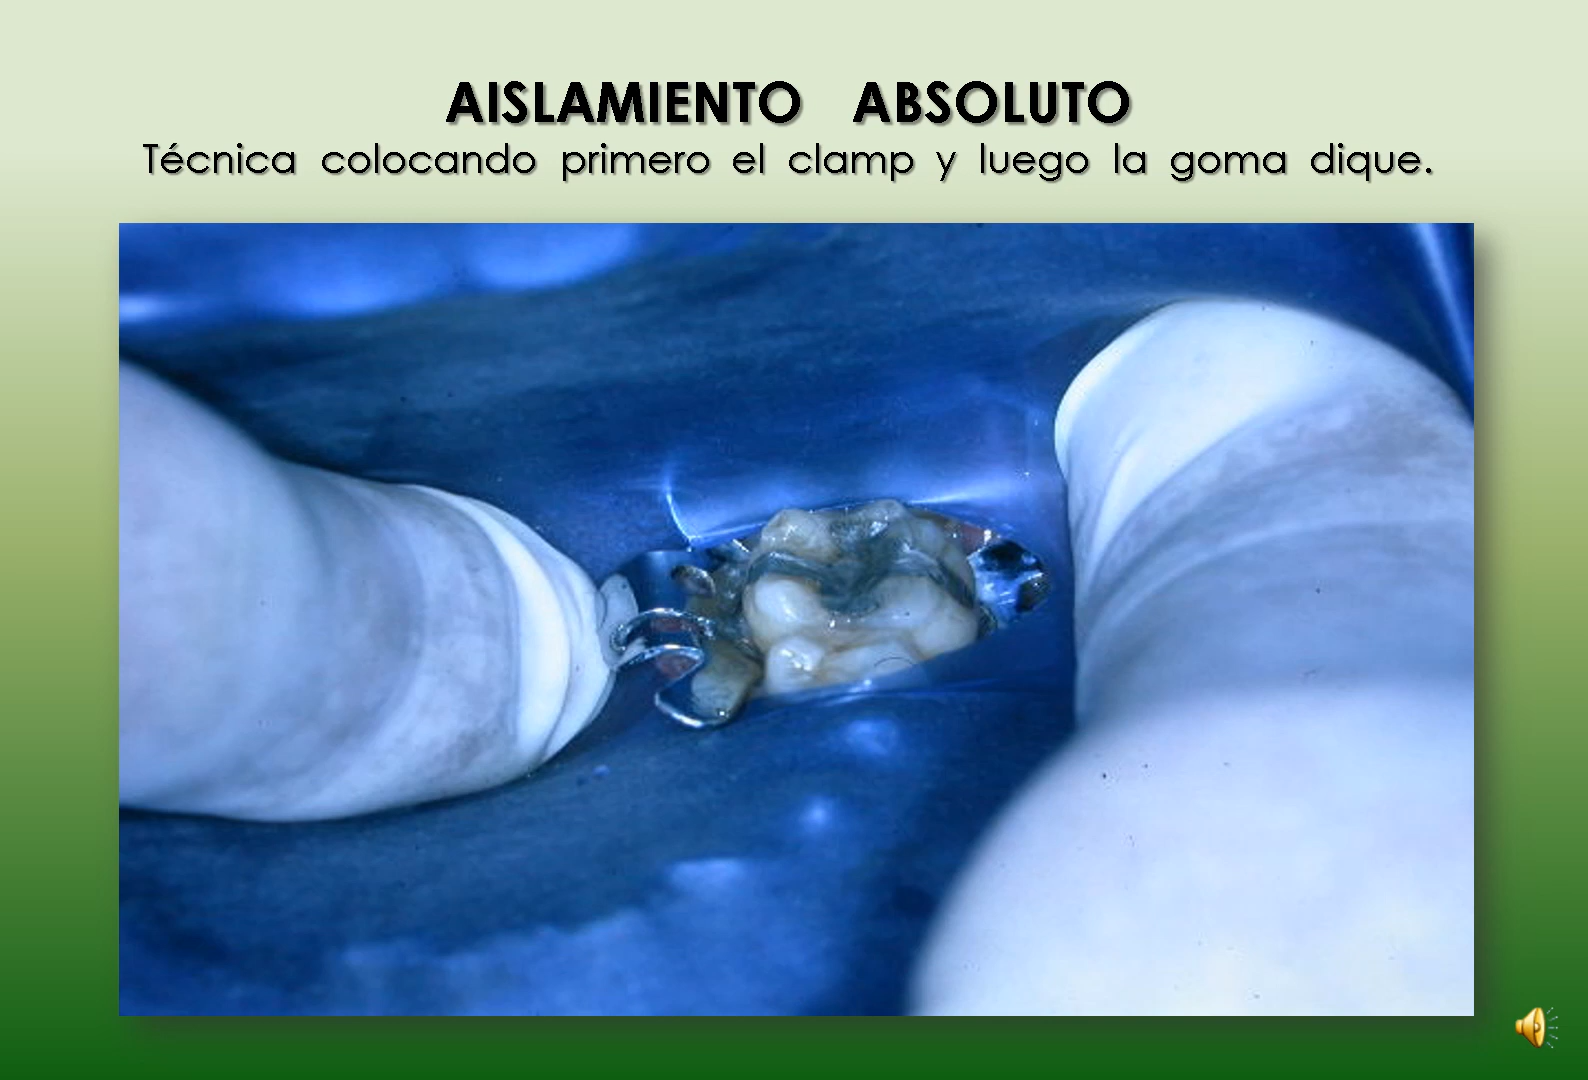 AISLAMIENTO ABSOLUTO
Técnica colocando primero el clamp y luego la goma dique.